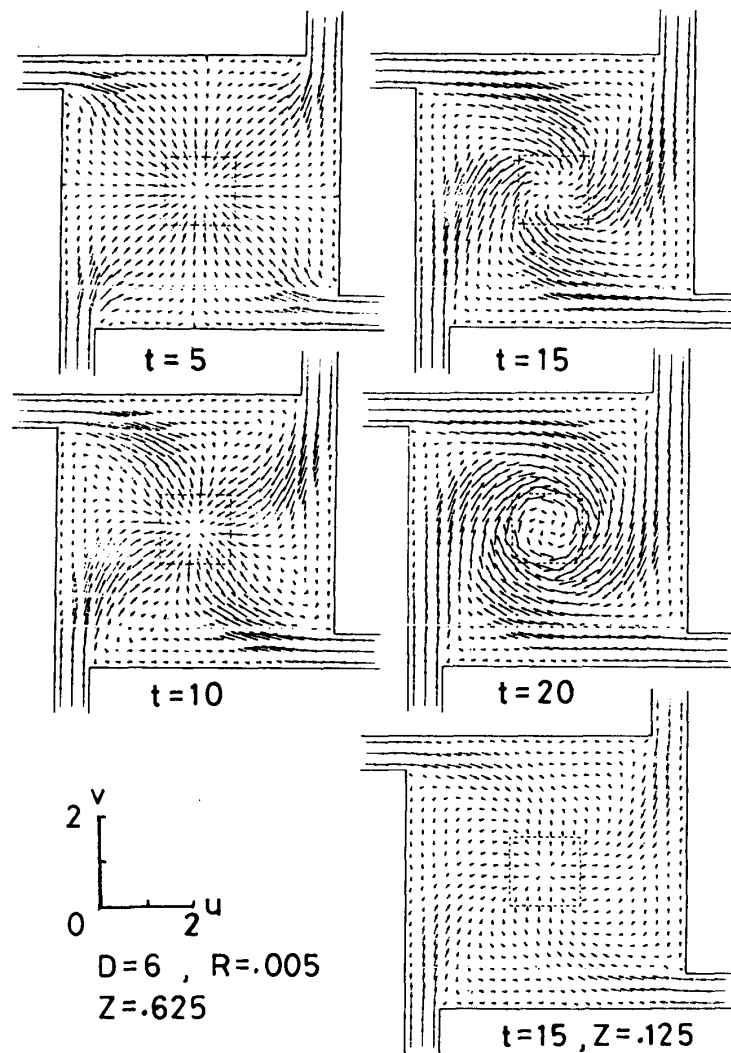 t = 5
t = 15
t = 10
t = 20
v
2
0
2
u
D=6 , R=.005
Z=.625
t=15 , Z=.125